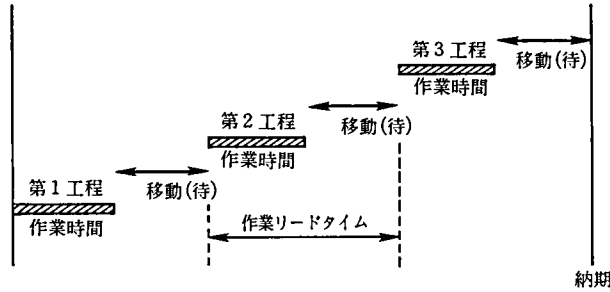 第3工程
移動(待)
作業時間
第2工程
移動(待)
作業時間
第1工程
移動(待)
作業時間
作業リードタイム
納期